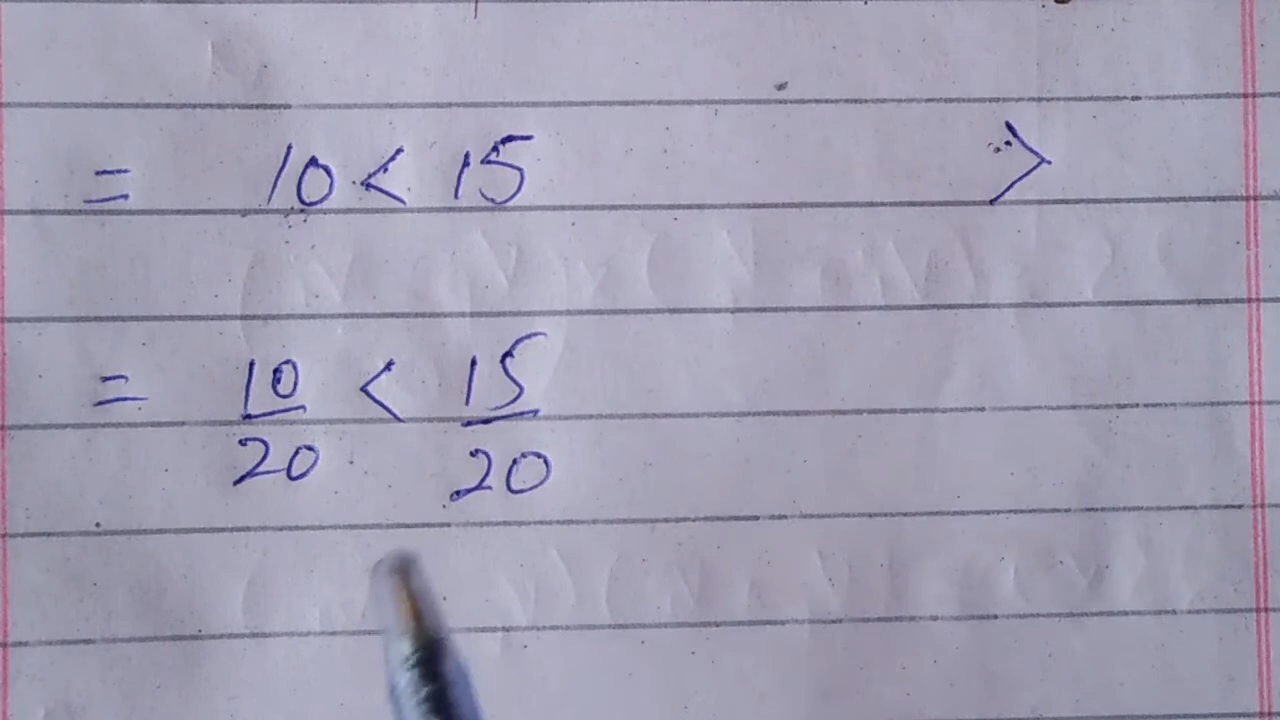 = 10 < 15 >
= 10/20 < 15/20